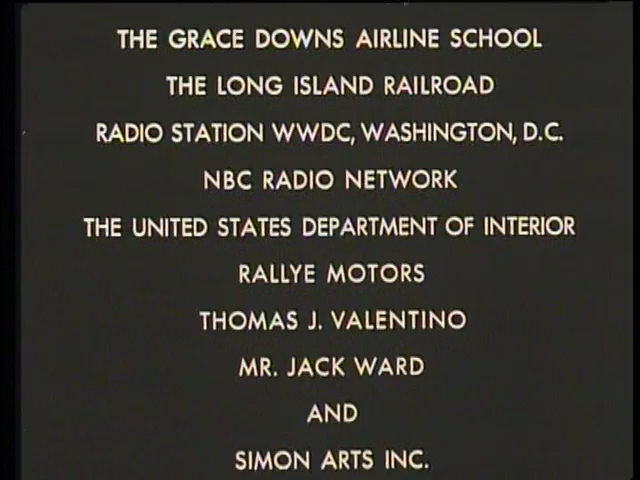 THE GRACE DOWNS AIRLINE SCHOOL
THE LONG ISLAND RAILROAD
RADIO STATION WWDC, WASHINGTON, D.C.
NBC RADIO NETWORK
THE UNITED STATES DEPARTMENT OF INTERIOR
RALLYE MOTORS
THOMAS J. VALENTINO
MR. JACK WARD
AND
SIMON ARTS INC.